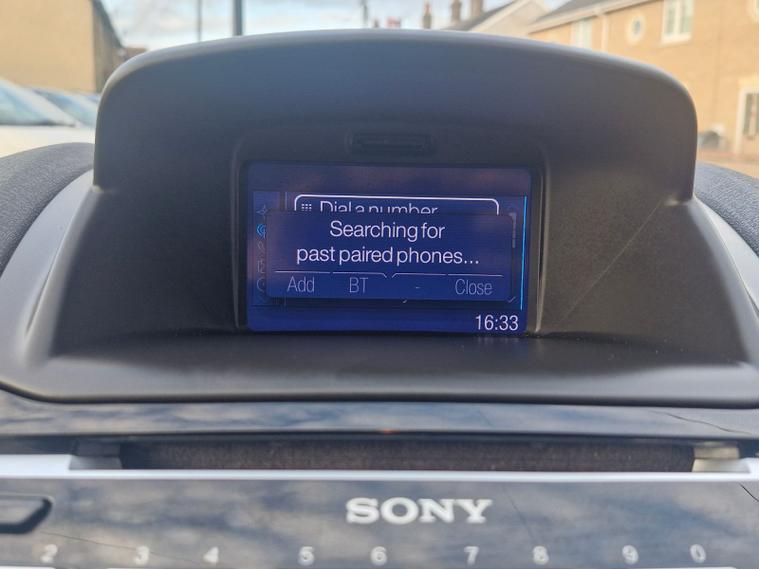 Dial a number
Searching for
past paired phones...
Add BT - Close
16:33
SONY
2 3 4 5 6 7 8 9 0